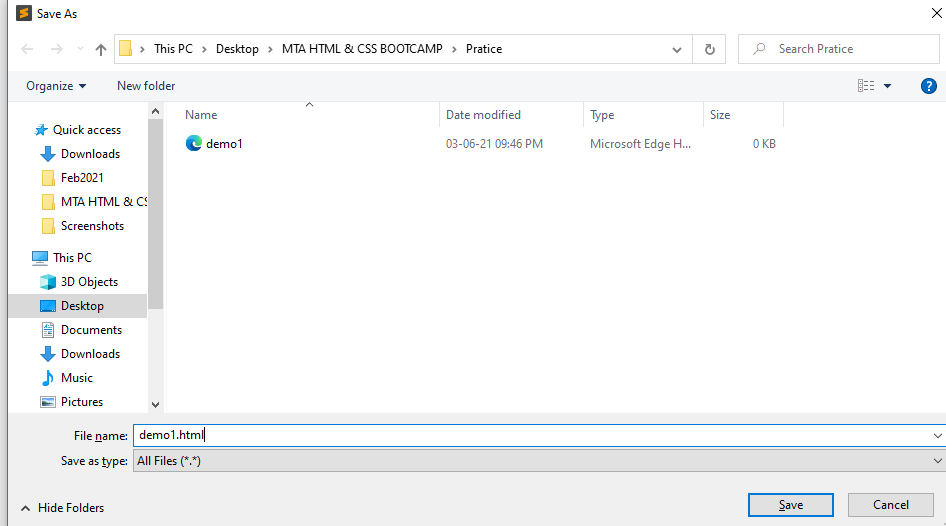 Save As
This PC > Desktop > MTA HTML & CSS BOOTCAMP > Pratice
Search Pratice
Organize
New folder
?
Name
Date modified
Type
Size
Quick access
Downloads
Feb2021
MTA HTML & CS
Screenshots
This PC
3D Objects
Desktop
Documents
Downloads
Music
Pictures
demo1
03-06-21 09:46 PM
Microsoft Edge H...
0 KB
File name: demo1.html
Save as type: All Files (*.*)
Hide Folders
Save
Cancel